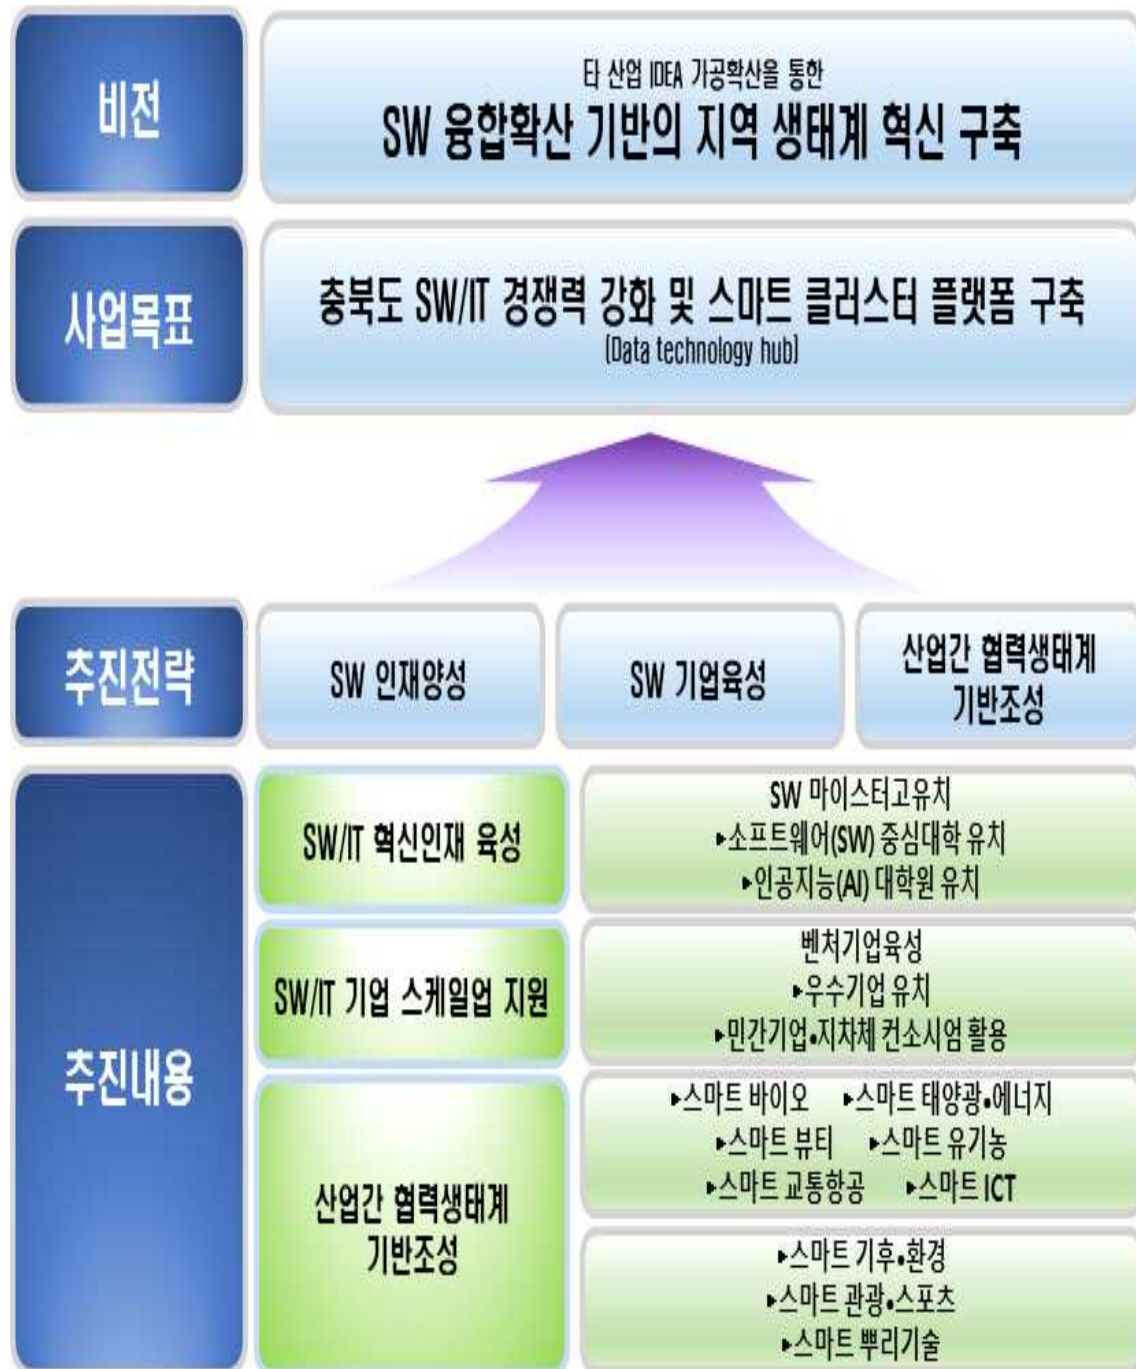 비전
타 산업 IDEA 가공확산을 통한
SW 융합확산 기반의 지역 생태계 혁신 구축
사업목표
충북도 SW/IT 경쟁력 강화 및 스마트 클러스터 플랫폼 구축
(Data technology hub)
추진전략
SW 인재양성
SW 기업육성
산업간 협력생태계
기반조성
추진내용
SW/IT 혁신인재 육성
SW 마이스터고유치
▸소프트웨어(SW) 중심대학 유치
▸인공지능(AI) 대학원 유치
SW/IT 기업 스케일업 지원
벤처기업육성
▸우수기업 유치
▸민간기업•지차체 컨소시엄 활용
산업간 협력생태계
기반조성
▸스마트 바이오 ▸스마트 태양광•에너지
▸스마트 뷰티 ▸스마트 유기농
▸스마트 교통항공 ▸스마트 ICT
▸스마트 기후•환경
▸스마트 관광•스포츠
▸스마트 뿌리기술